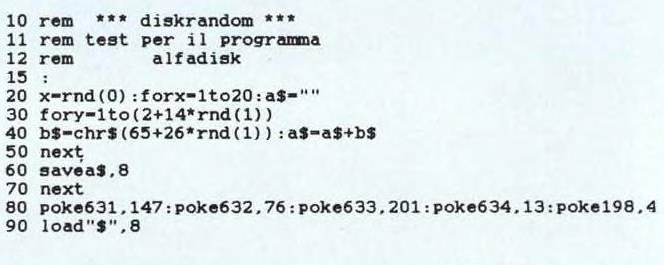 10 rem  *** diskrandom ***
11 rem test per il programma
12 rem        alfadisk
15 :
20 x=rnd(0):forx=1to20:a$=""
30 fory=1to(2+14*rnd(1))
40 b$=chr$(65+26*rnd(1)):a$=a$+b$
50 next
60 savea$,8
70 next
80 poke631,147:poke632,76:poke633,201:poke634,13:poke198,4
90 load"$",8